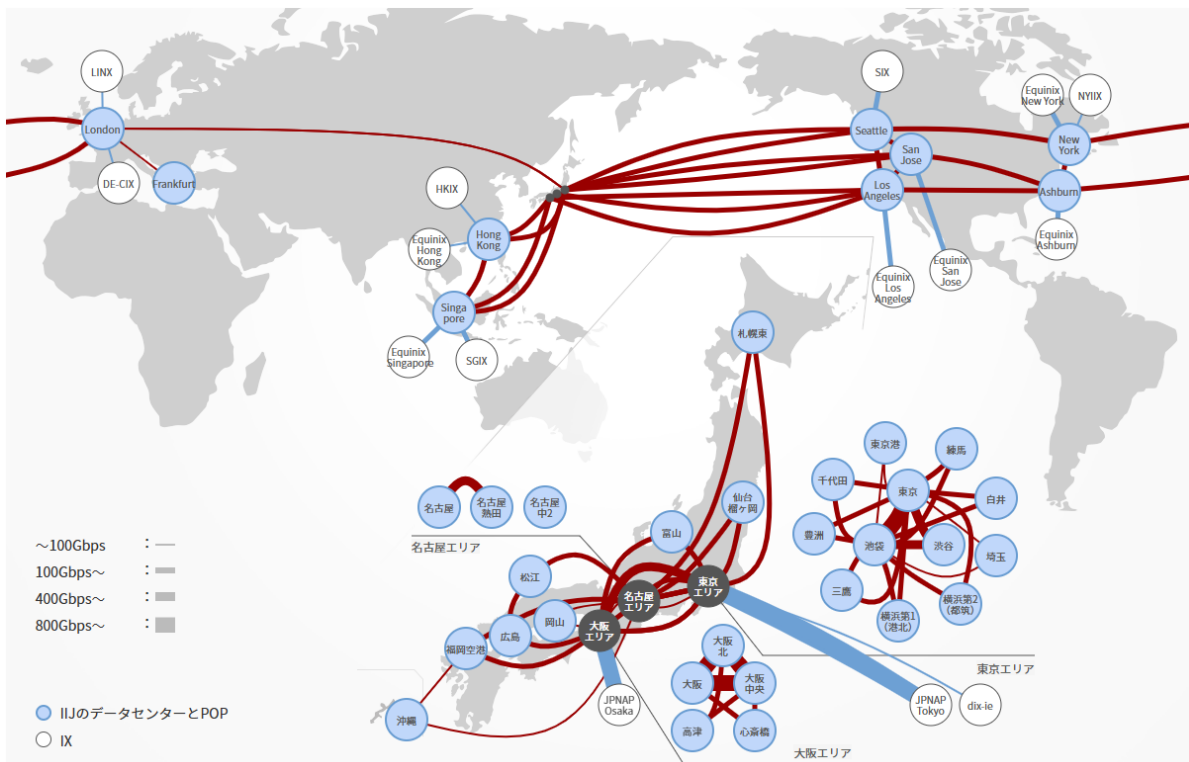 LINX
London
DE-CIX
Frankfurt
HKIX
Equinix
Hong
Kong
Hong
Kong
Singa
pore
Equinix
Singapore
SGIX
SIX
Seattle
San
Jose
Los
Angeles
Equinix
Los
Angeles
Equinix
San
Jose
Equinix
New York
NYIIX
New
York
Ashburn
Equinix
Ashburn
札幌東
仙台
榴ヶ岡
富山
名古屋
名古屋
熱田
名古屋
中2
名古屋エリア
松江
岡山
広島
福岡空港
沖縄
名古屋
エリア
大阪
エリア
東京
エリア
JPNAP
Osaka
大阪
北
大阪
大阪
中央
高津
心斎橋
大阪エリア
東京港
練馬
千代田
東京
白井
豊洲
池袋
渋谷
埼玉
三鷹
横浜第1
(港北)
横浜第2
(都筑)
東京エリア
JPNAP
Tokyo
dix-ie
～100Gbps :
100Gbps～ :
400Gbps～ :
800Gbps～ :
IIJのデータセンターとPOP
IX